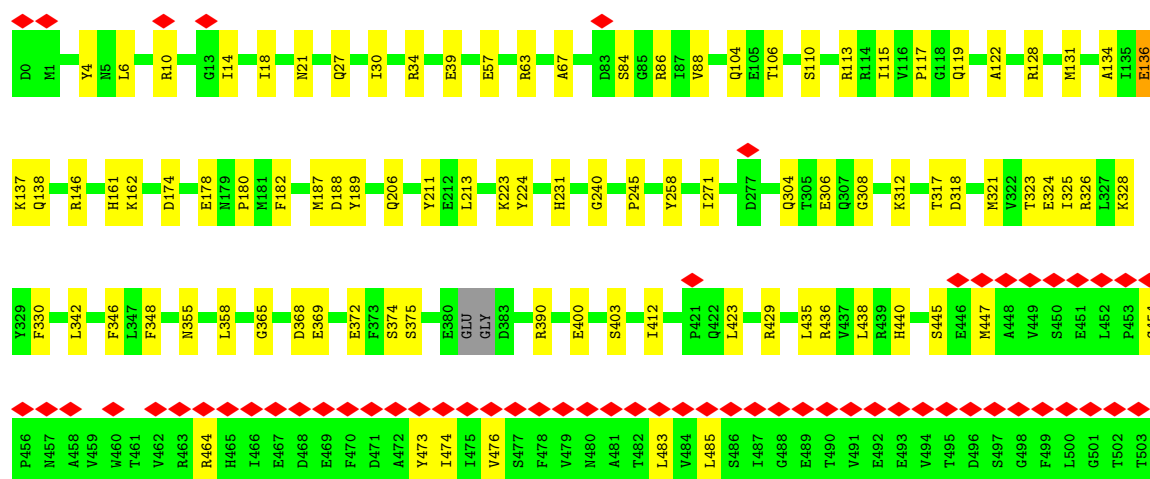 D0 M1 Y4 N5 L6 R10 G13 I14 I18 N21 Q27 I30 R34 E39 E57 R63 A67 D83 S84 G85 R86 I87 V88 Q104 E105 T106 S110 R113 R114 I115 V116 P117 G118 Q119 A122 R128 M131 A134 I135 E136
K137 Q138 R146 H161 K162 D174 E178 N179 P180 M181 F182 M187 D188 Y189 Q206 Y211 E212 L213 K223 Y224 H231 G240 P245 Y258 I271 D277 Q304 T305 E306 Q307 G308 K312 T317 D318 M321 V322 T323 E324 I325 R326 L327 K328
Y329 F330 L342 F346 L347 F348 N355 L358 G365 D368 E369 E372 F373 S374 S375 E380 GLU GLY D383 R390 E400 S403 I412 P421 Q422 L423 R429 L435 R436 V437 L438 R439 H440 S445 E446 M447 A448 V449 S450 E451 L452 P453
P456 N457 A458 V459 W460 T461 V462 R463 R464 H465 I466 E467 D468 E469 F470 D471 A472 Y473 I474 I475 V476 S477 F478 V479 N480 A481 T482 L483 V484 L485 S486 I487 G488 E489 T490 V491 E492 E493 V494 T495 D496 S497 G498 F499 L500 G501 T502 T503